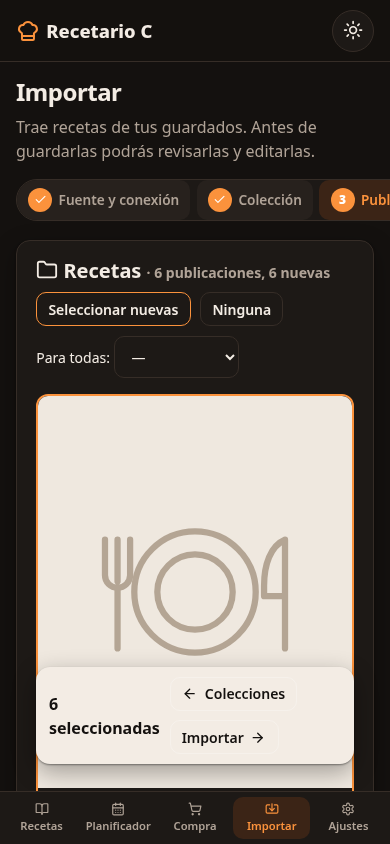 Recetario C
Importar
Trae recetas de tus guardados. Antes de
guardarlas podrás revisarlas y editarlas.
Fuente y conexión
Colección
3 Publ
Recetas · 6 publicaciones, 6 nuevas
Seleccionar nuevas
Ninguna
Para todas: —
6
seleccionadas
← Colecciones
Importar →
Recetas
Planificador
Compra
Importar
Ajustes